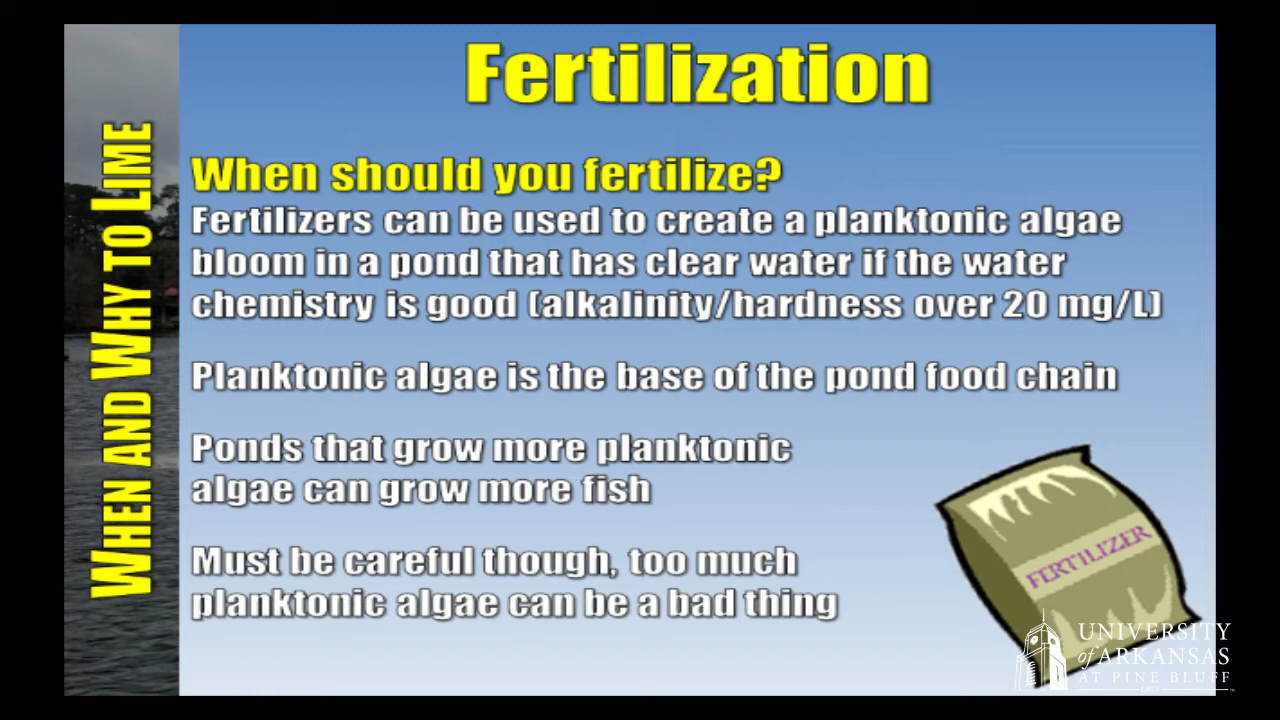 Fertilization
WHEN AND WHY TO LIME
When should you fertilize?
Fertilizers can be used to create a planktonic algae
bloom in a pond that has clear water if the water
chemistry is good (alkalinity/hardness over 20 mg/L)
Planktonic algae is the base of the pond food chain
Ponds that grow more planktonic
algae can grow more fish
Must be careful though, too much
planktonic algae can be a bad thing
FERTILIZER
UNIVERSITY
of ARKANSAS
AT PINE BLUFF